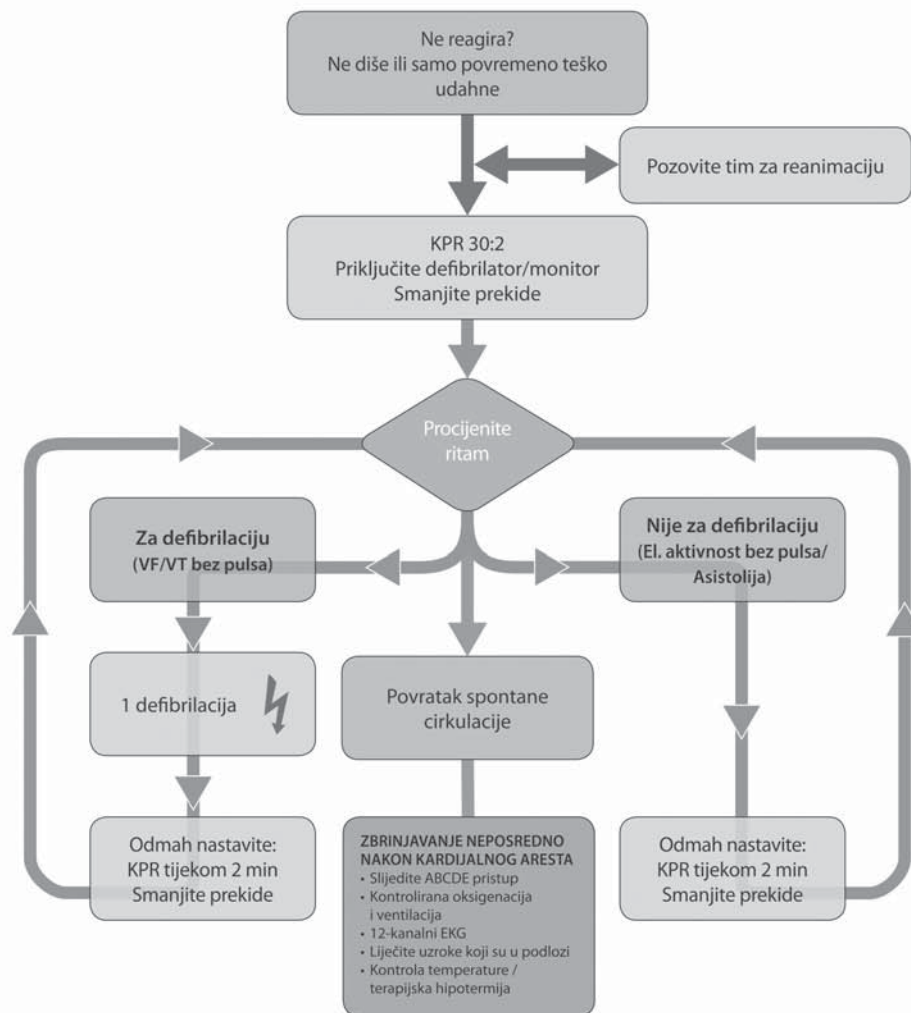 Ne reagira?
Ne diše ili samo povremeno teško
udahne
Pozovite tim za reanimaciju
KPR 30:2
Priključite defibrilator/monitor
Smanjite prekide
Procijenite
ritam
Za defibrilaciju
(VF/VT bez pulsa)
Nije za defibrilaciju
(El. aktivnost bez pulsa/
Asistolija)
1 defibrilacija
Povratak spontane
cirkulacije
Odmah nastavite:
KPR tijekom 2 min
Smanjite prekide
ZBRINJAVANJE NEPOSREDNO
NAKON KARDIJALNOG ARESTA
• Slijedite ABCDE pristup
• Kontrolirana oksigenacija
i ventilacija
• 12-kanalni EKG
• Liječite uzroke koji su u podlozi
• Kontrola temperature /
terapijska hipotermija
Odmah nastavite:
KPR tijekom 2 min
Smanjite prekide